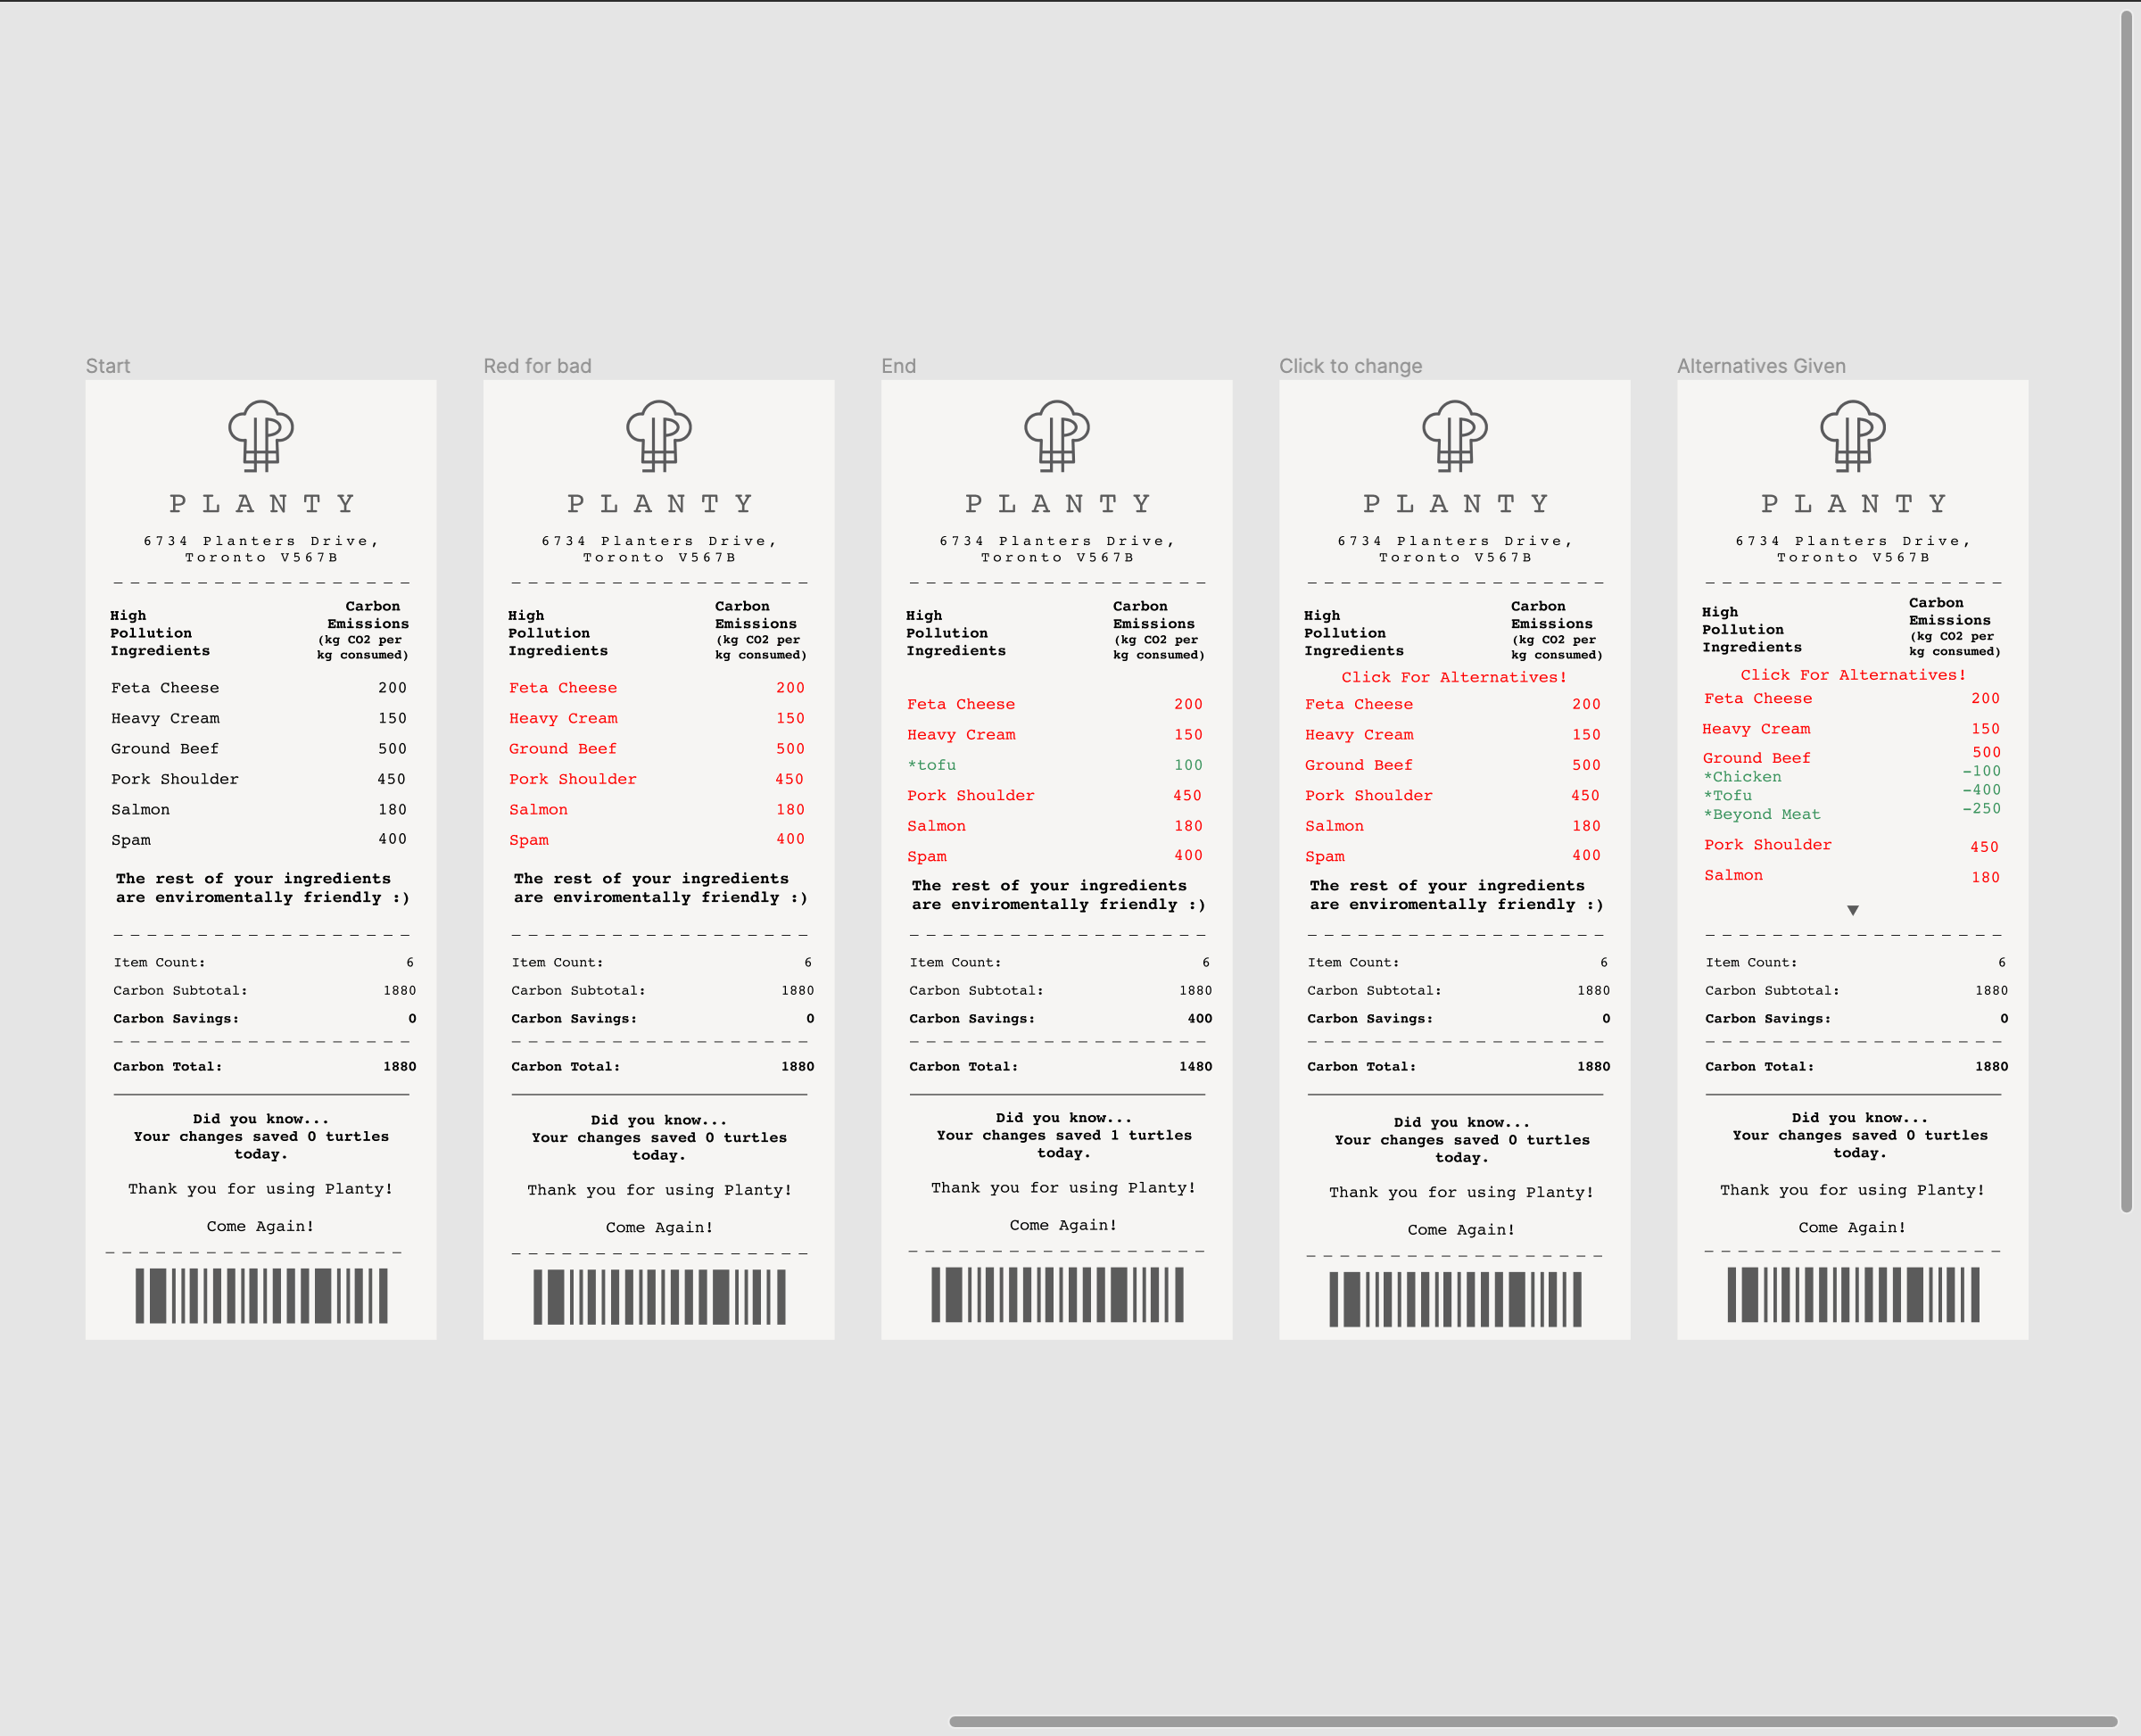 Start
PLANTY
6734 Planters Drive,
Toronto V567B
High
Pollution
Ingredients
Carbon
Emissions
(kg CO2 per
kg consumed)
Feta Cheese 200
Heavy Cream 150
Ground Beef 500
Pork Shoulder 450
Salmon 180
Spam 400
The rest of your ingredients
are enviromentally friendly :)
Item Count: 6
Carbon Subtotal: 1880
Carbon Savings: 0
Carbon Total: 1880
Did you know...
Your changes saved 0 turtles
today.
Thank you for using Planty!
Come Again!
Red for bad
PLANTY
6734 Planters Drive,
Toronto V567B
High
Pollution
Ingredients
Carbon
Emissions
(kg CO2 per
kg consumed)
Feta Cheese 200
Heavy Cream 150
Ground Beef 500
Pork Shoulder 450
Salmon 180
Spam 400
The rest of your ingredients
are enviromentally friendly :)
Item Count: 6
Carbon Subtotal: 1880
Carbon Savings: 0
Carbon Total: 1880
Did you know...
Your changes saved 0 turtles
today.
Thank you for using Planty!
Come Again!
End
PLANTY
6734 Planters Drive,
Toronto V567B
High
Pollution
Ingredients
Carbon
Emissions
(kg CO2 per
kg consumed)
Feta Cheese 200
Heavy Cream 150
*tofu 100
Pork Shoulder 450
Salmon 180
Spam 400
The rest of your ingredients
are enviromentally friendly :)
Item Count: 6
Carbon Subtotal: 1880
Carbon Savings: 400
Carbon Total: 1480
Did you know...
Your changes saved 1 turtles
today.
Thank you for using Planty!
Come Again!
Click to change
PLANTY
6734 Planters Drive,
Toronto V567B
High
Pollution
Ingredients
Carbon
Emissions
(kg CO2 per
kg consumed)
Click For Alternatives!
Feta Cheese 200
Heavy Cream 150
Ground Beef 500
Pork Shoulder 450
Salmon 180
Spam 400
The rest of your ingredients
are enviromentally friendly :)
Item Count: 6
Carbon Subtotal: 1880
Carbon Savings: 0
Carbon Total: 1880
Did you know...
Your changes saved 0 turtles
today.
Thank you for using Planty!
Come Again!
Alternatives Given
PLANTY
6734 Planters Drive,
Toronto V567B
High
Pollution
Ingredients
Carbon
Emissions
(kg CO2 per
kg consumed)
Click For Alternatives!
Feta Cheese 200
Heavy Cream 150
Ground Beef 500
*Chicken -100
*Tofu -400
*Beyond Meat -250
Pork Shoulder 450
Salmon 180
Item Count: 6
Carbon Subtotal: 1880
Carbon Savings: 0
Carbon Total: 1880
Did you know...
Your changes saved 0 turtles
today.
Thank you for using Planty!
Come Again!